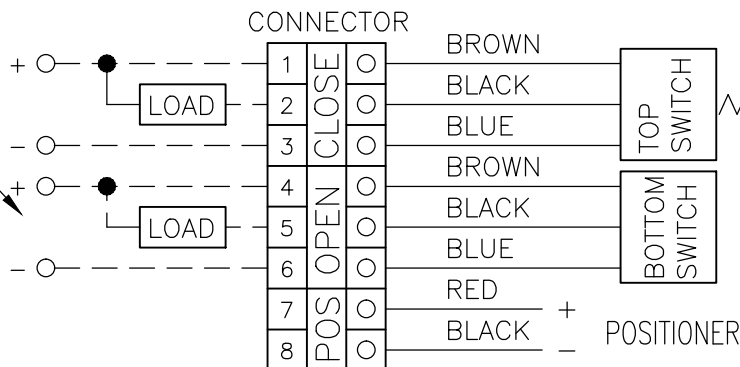 CONNECTOR
+ 1 CLOSE BROWN
LOAD 2 BLACK
- 3 BLUE
TOP SWITCH
+ 4 OPEN BROWN
LOAD 5 BLACK
- 6 BLUE
BOTTOM SWITCH
7 POS RED +
8 BLACK - POSITIONER